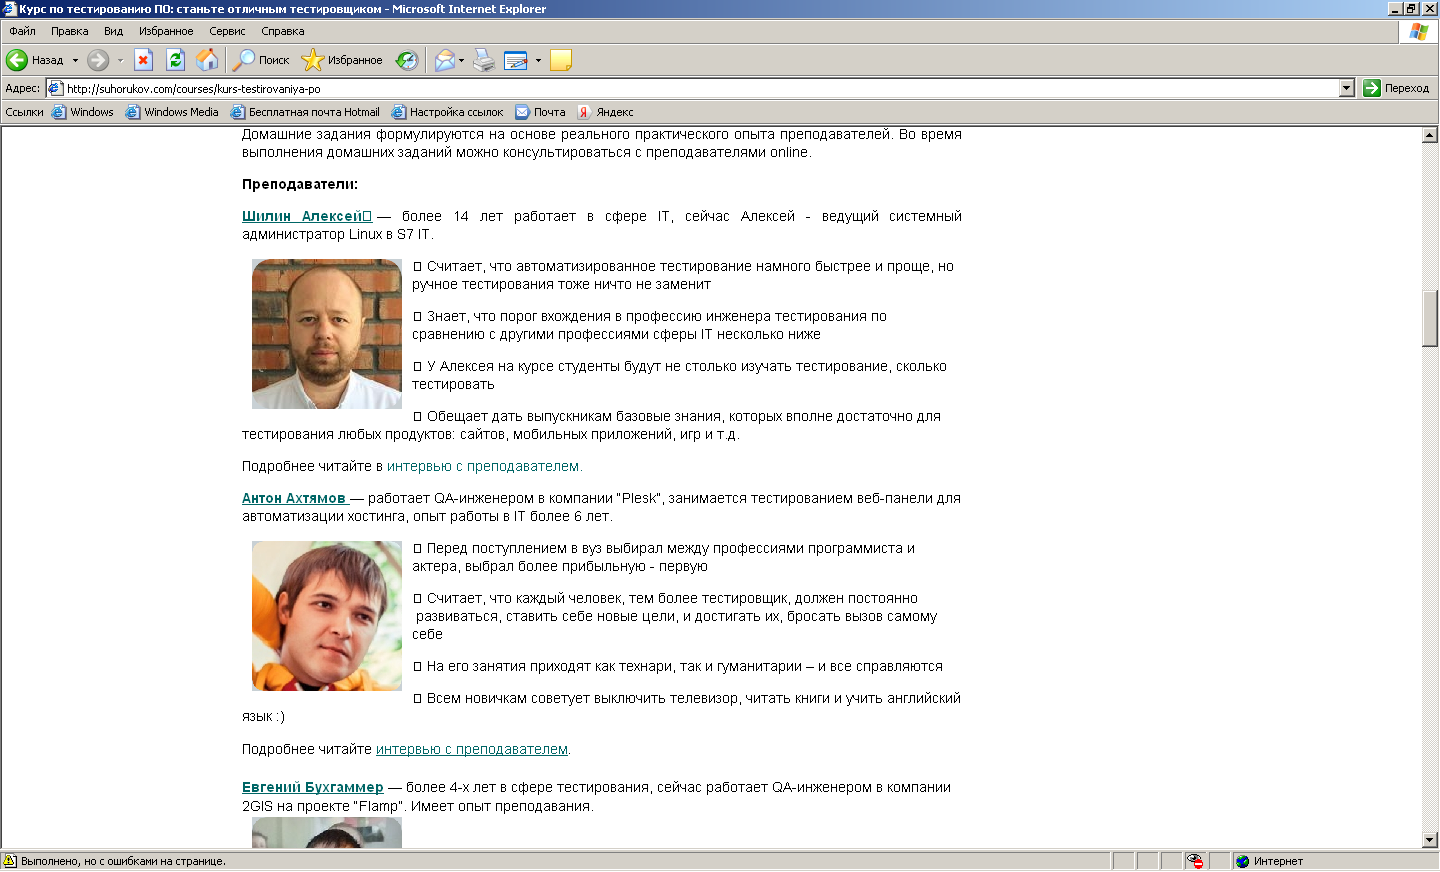 Курс по тестированию ПО: станьте отличным тестировщиком - Microsoft Internet Explorer
Файл Правка Вид Избранное Сервис Справка
Назад Поиск Избранное
Адрес: http://suhorukov.com/courses/kurs-testirovaniya-po Переход
Ссылки Windows Windows Media Бесплатная почта Hotmail Настройка ссылок Почта Яндекс
Домашние задания формулируются на основе реального практического опыта преподавателей. Во время
выполнения домашних заданий можно консультироваться с преподавателями online.
Преподаватели:
Шилин Алексей — более 14 лет работает в сфере IT, сейчас Алексей - ведущий системный
администратор Linux в S7 IT.
Считает, что автоматизированное тестирование намного быстрее и проще, но
ручное тестирования тоже ничто не заменит
Знает, что порог вхождения в профессию инженера тестирования по
сравнению с другими профессиями сферы IT несколько ниже
У Алексея на курсе студенты будут не столько изучать тестирование, сколько
тестировать
Обещает дать выпускникам базовые знания, которых вполне достаточно для
тестирования любых продуктов: сайтов, мобильных приложений, игр и т.д.
Подробнее читайте в интервью с преподавателем.
Антон Ахтямов — работает QA-инженером в компании "Plesk", занимается тестированием веб-панели для
автоматизации хостинга, опыт работы в IT более 6 лет.
Перед поступлением в вуз выбирал между профессиями программиста и
актера, выбрал более прибыльную - первую
Считает, что каждый человек, тем более тестировщик, должен постоянно
развиваться, ставить себе новые цели, и достигать их, бросать вызов самому
себе
На его занятия приходят как технари, так и гуманитарии – и все справляются
Всем новичкам советует выключить телевизор, читать книги и учить английский
язык :)
Подробнее читайте интервью с преподавателем.
Евгений Бухгаммер — более 4-х лет в сфере тестирования, сейчас работает QA-инженером в компании
2GIS на проекте "Flamp". Имеет опыт преподавания.
Выполнено, но с ошибками на странице. Интернет